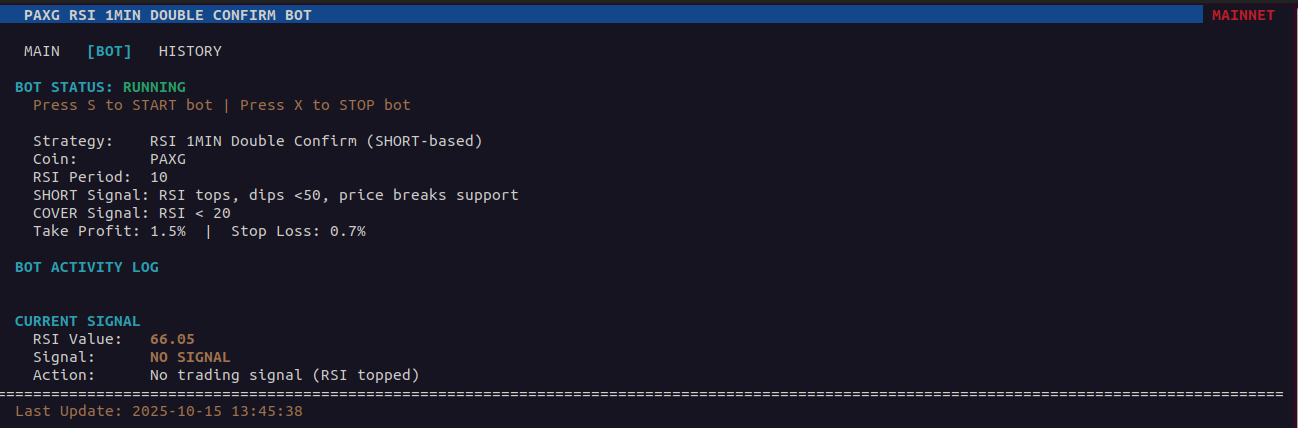 PAXG RSI 1MIN DOUBLE CONFIRM BOT MAINNET
MAIN [BOT] HISTORY
BOT STATUS: RUNNING
Press S to START bot | Press X to STOP bot
Strategy: RSI 1MIN Double Confirm (SHORT-based)
Coin: PAXG
RSI Period: 10
SHORT Signal: RSI tops, dips <50, price breaks support
COVER Signal: RSI < 20
Take Profit: 1.5% | Stop Loss: 0.7%
BOT ACTIVITY LOG
CURRENT SIGNAL
RSI Value: 66.05
Signal: NO SIGNAL
Action: No trading signal (RSI topped)
===============================================================================================================================================
Last Update: 2025-10-15 13:45:38